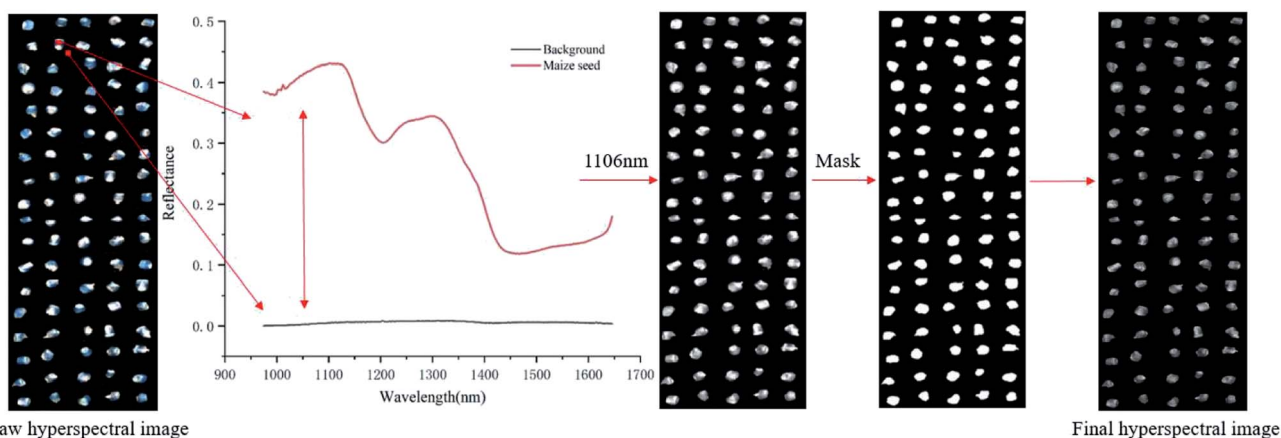 0.5
0.4
0.3
0.2
0.1
0.0
Reflectance
Background
Maize seed
900 1000 1100 1200 1300 1400 1500 1600 1700
Wavelength(nm)
1106nm
Mask
aw hyperspectral image
Final hyperspectral image